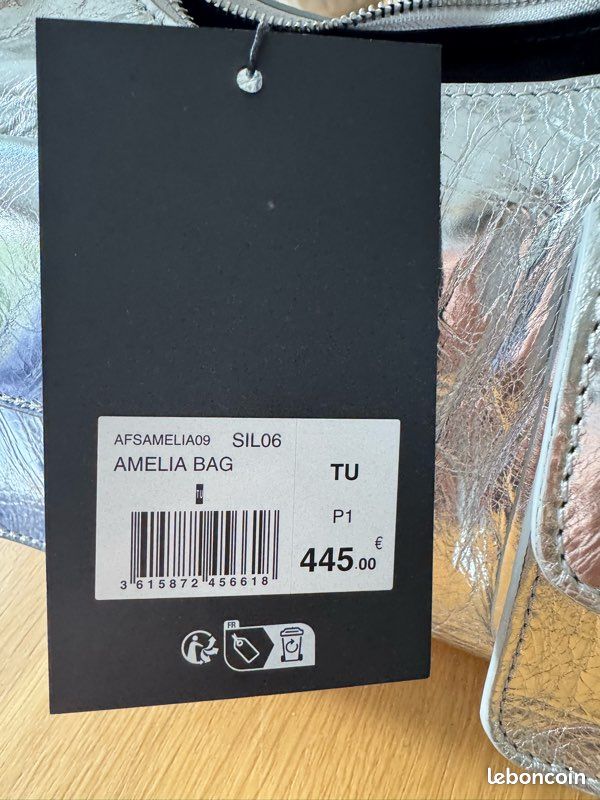 AFSAMELIA09 SIL06
AMELIA BAG
TU
TU
P1
445.00 €
3 615872 456618
FR
leboncoin